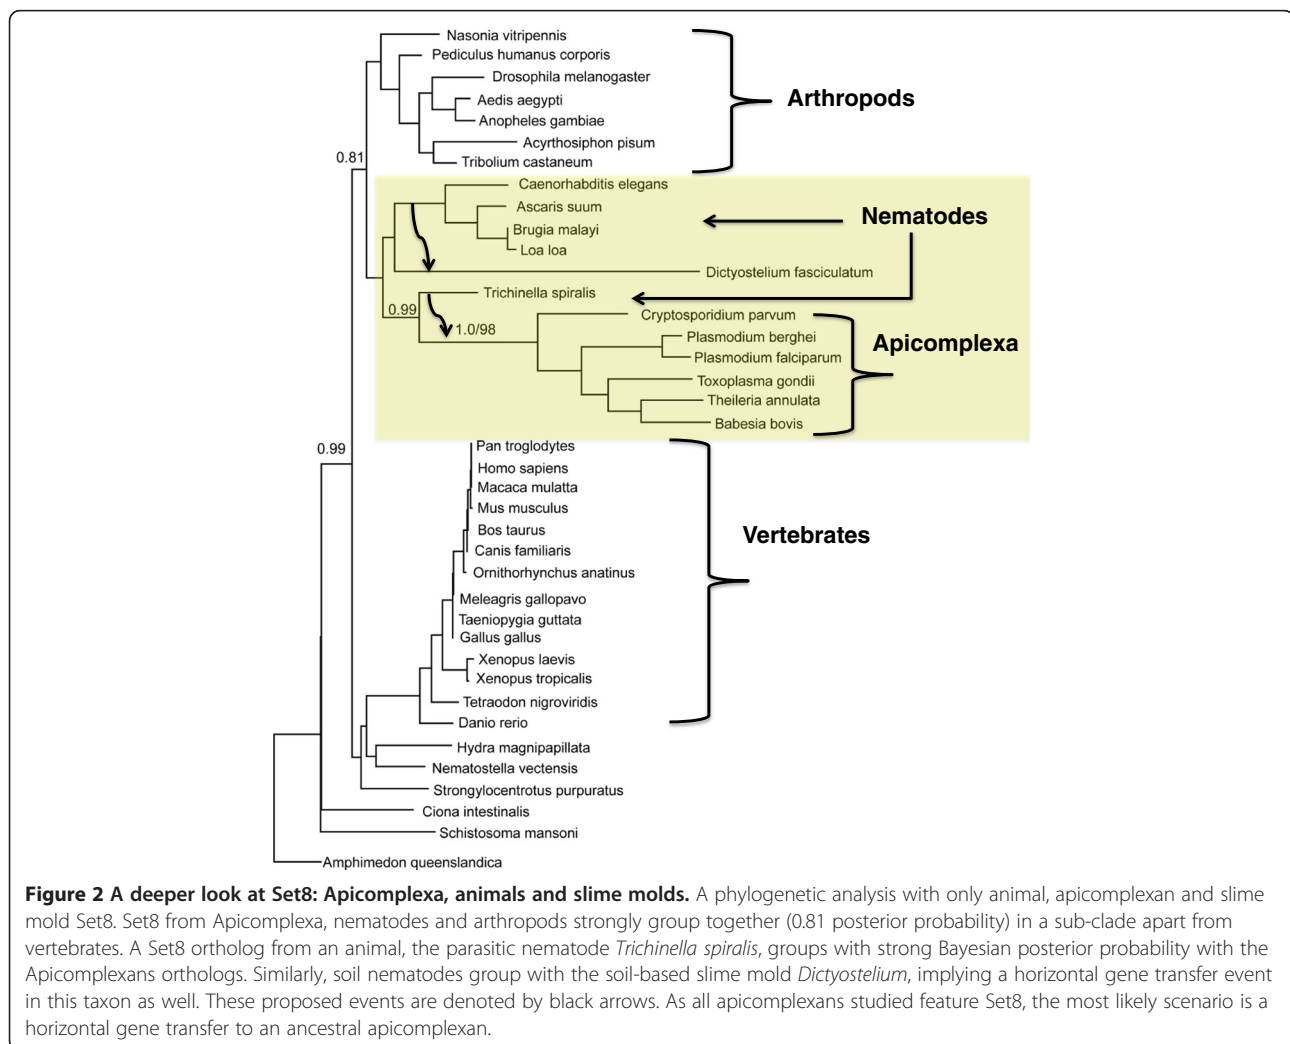 Nasonia vitripennis
Pediculus humanus corporis
Drosophila melanogaster
Aedis aegypti
Anopheles gambiae
Acyrthosiphon pisum
Tribolium castaneum
Arthropods
0.81
Caenorhabditis elegans
Ascaris suum
Brugia malayi
Loa loa
Nematodes
Dictyostelium fasciculatum
Trichinella spiralis
0.99
1.0/98
Cryptosporidium parvum
Plasmodium berghei
Plasmodium falciparum
Toxoplasma gondii
Theileria annulata
Babesia bovis
Apicomplexa
0.99
Pan troglodytes
Homo sapiens
Macaca mulatta
Mus musculus
Bos taurus
Canis familiaris
Ornithorhynchus anatinus
Meleagris gallopavo
Taeniopygia guttata
Gallus gallus
Xenopus laevis
Xenopus tropicalis
Tetraodon nigroviridis
Danio rerio
Vertebrates
Hydra magnipapillata
Nematostella vectensis
Strongylocentrotus purpuratus
Ciona intestinalis
Schistosoma mansoni
Amphimedon queenslandica
Figure 2 A deeper look at Set8: Apicomplexa, animals and slime molds. A phylogenetic analysis with only animal, apicomplexan and slime
mold Set8. Set8 from Apicomplexa, nematodes and arthropods strongly group together (0.81 posterior probability) in a sub-clade apart from
vertebrates. A Set8 ortholog from an animal, the parasitic nematode Trichinella spiralis, groups with strong Bayesian posterior probability with the
Apicomplexans orthologs. Similarly, soil nematodes group with the soil-based slime mold Dictyostelium, implying a horizontal gene transfer event
in this taxon as well. These proposed events are denoted by black arrows. As all apicomplexans studied feature Set8, the most likely scenario is a
horizontal gene transfer to an ancestral apicomplexan.